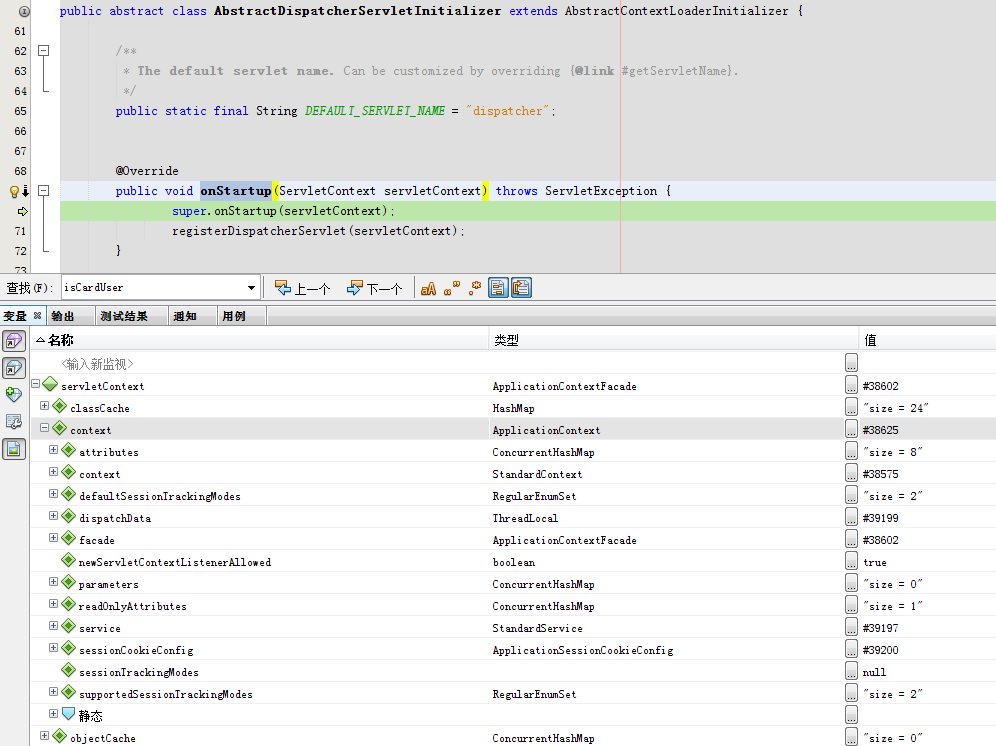 public abstract class AbstractDispatcherServletInitializer extends AbstractContextLoaderInitializer {
61
62 /**
63 * The default servlet name. Can be customized by overriding {@link #getServletName}.
64 */
65 public static final String DEFAULT_SERVLET_NAME = "dispatcher";
66
67
68 @Override
public void onStartup(ServletContext servletContext) throws ServletException {
super.onStartup(servletContext);
71 registerDispatcherServlet(servletContext);
72 }
73
查找(F): isCardUser 上一个 下一个 aA
变量 输出 测试结果 通知 用例
名称 类型 值
<输入新监视> ...
servletContext ApplicationContextFacade ... #38602
classCache HashMap ... "size = 24"
context ApplicationContext ... #38625
attributes ConcurrentHashMap ... "size = 8"
context StandardContext ... #38575
defaultSessionTrackingModes RegularEnumSet ... "size = 2"
dispatchData ThreadLocal ... #39199
facade ApplicationContextFacade ... #38602
newServletContextListenerAllowed boolean ... true
parameters ConcurrentHashMap ... "size = 0"
readOnlyAttributes ConcurrentHashMap ... "size = 1"
service StandardService ... #39197
sessionCookieConfig ApplicationSessionCookieConfig ... #39200
sessionTrackingModes ... null
supportedSessionTrackingModes RegularEnumSet ... "size = 2"
静态 ...
objectCache ConcurrentHashMap ... "size = 0"